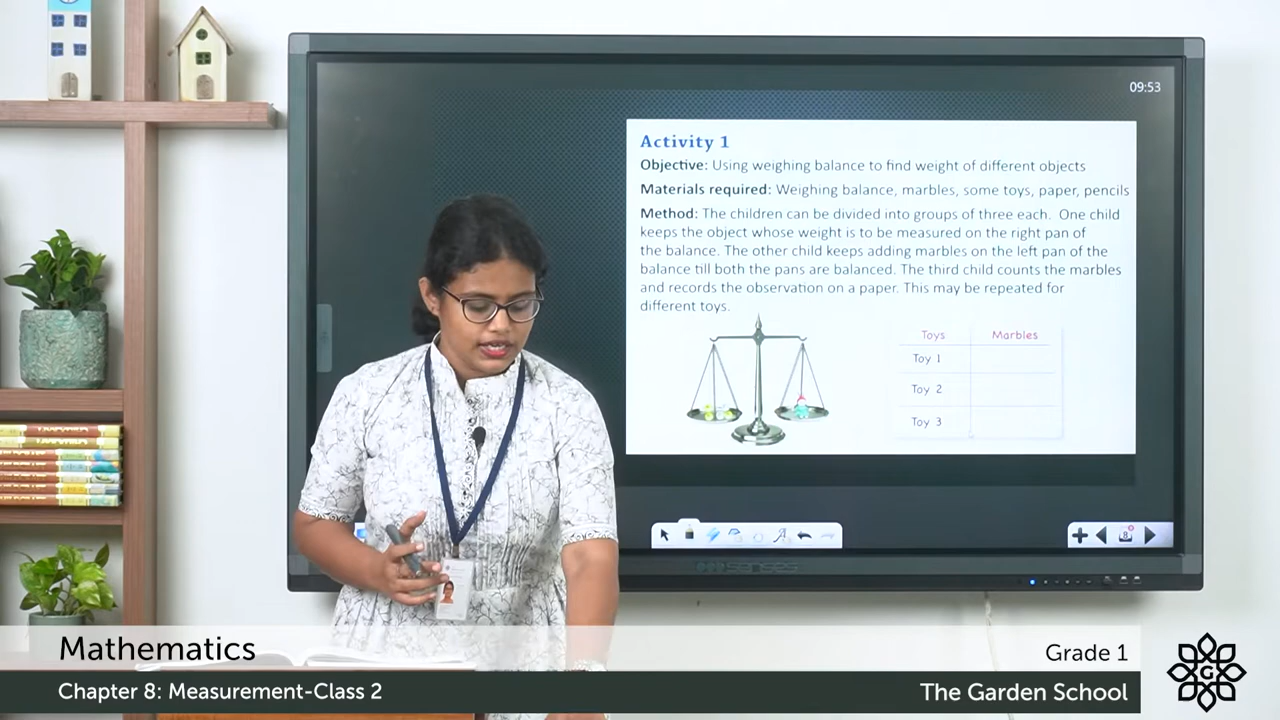 09:53
Activity 1
Objective: Using weighing balance to find weight of different objects
Materials required: Weighing balance, marbles, some toys, paper, pencils
Method: The children can be divided into groups of three each. One child
keeps the object whose weight is to be measured on the right pan of
the balance. The other child keeps adding marbles on the left pan of the
balance till both the pans are balanced. The third child counts the marbles
and records the observation on a paper. This may be repeated for
different toys.
Toys Marbles
Toy 1
Toy 2
Toy 3
8
senses
Mathematics
Grade 1
Chapter 8: Measurement-Class 2
The Garden School
G